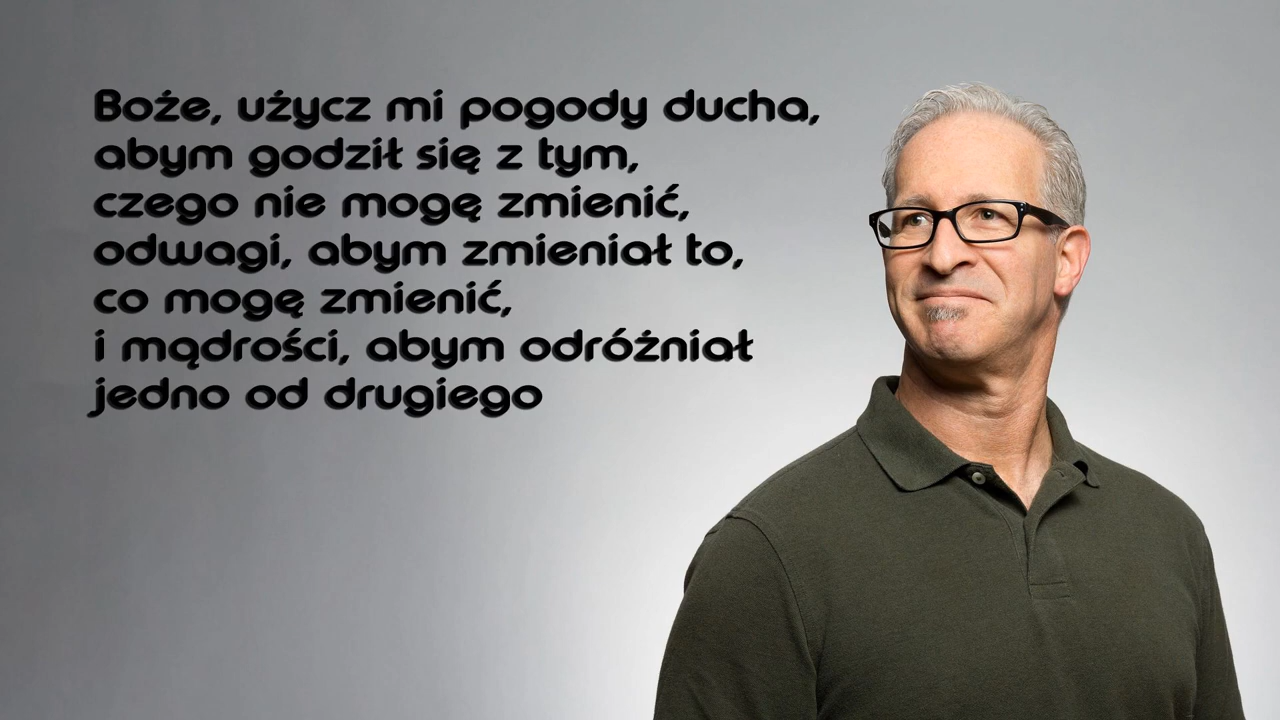 Boże, użycz mi pogody ducha,
abym godził się z tym,
czego nie mogę zmienić,
odwagi, abym zmieniał to,
co mogę zmienić,
i mądrości, abym odróżniał
jedno od drugiego